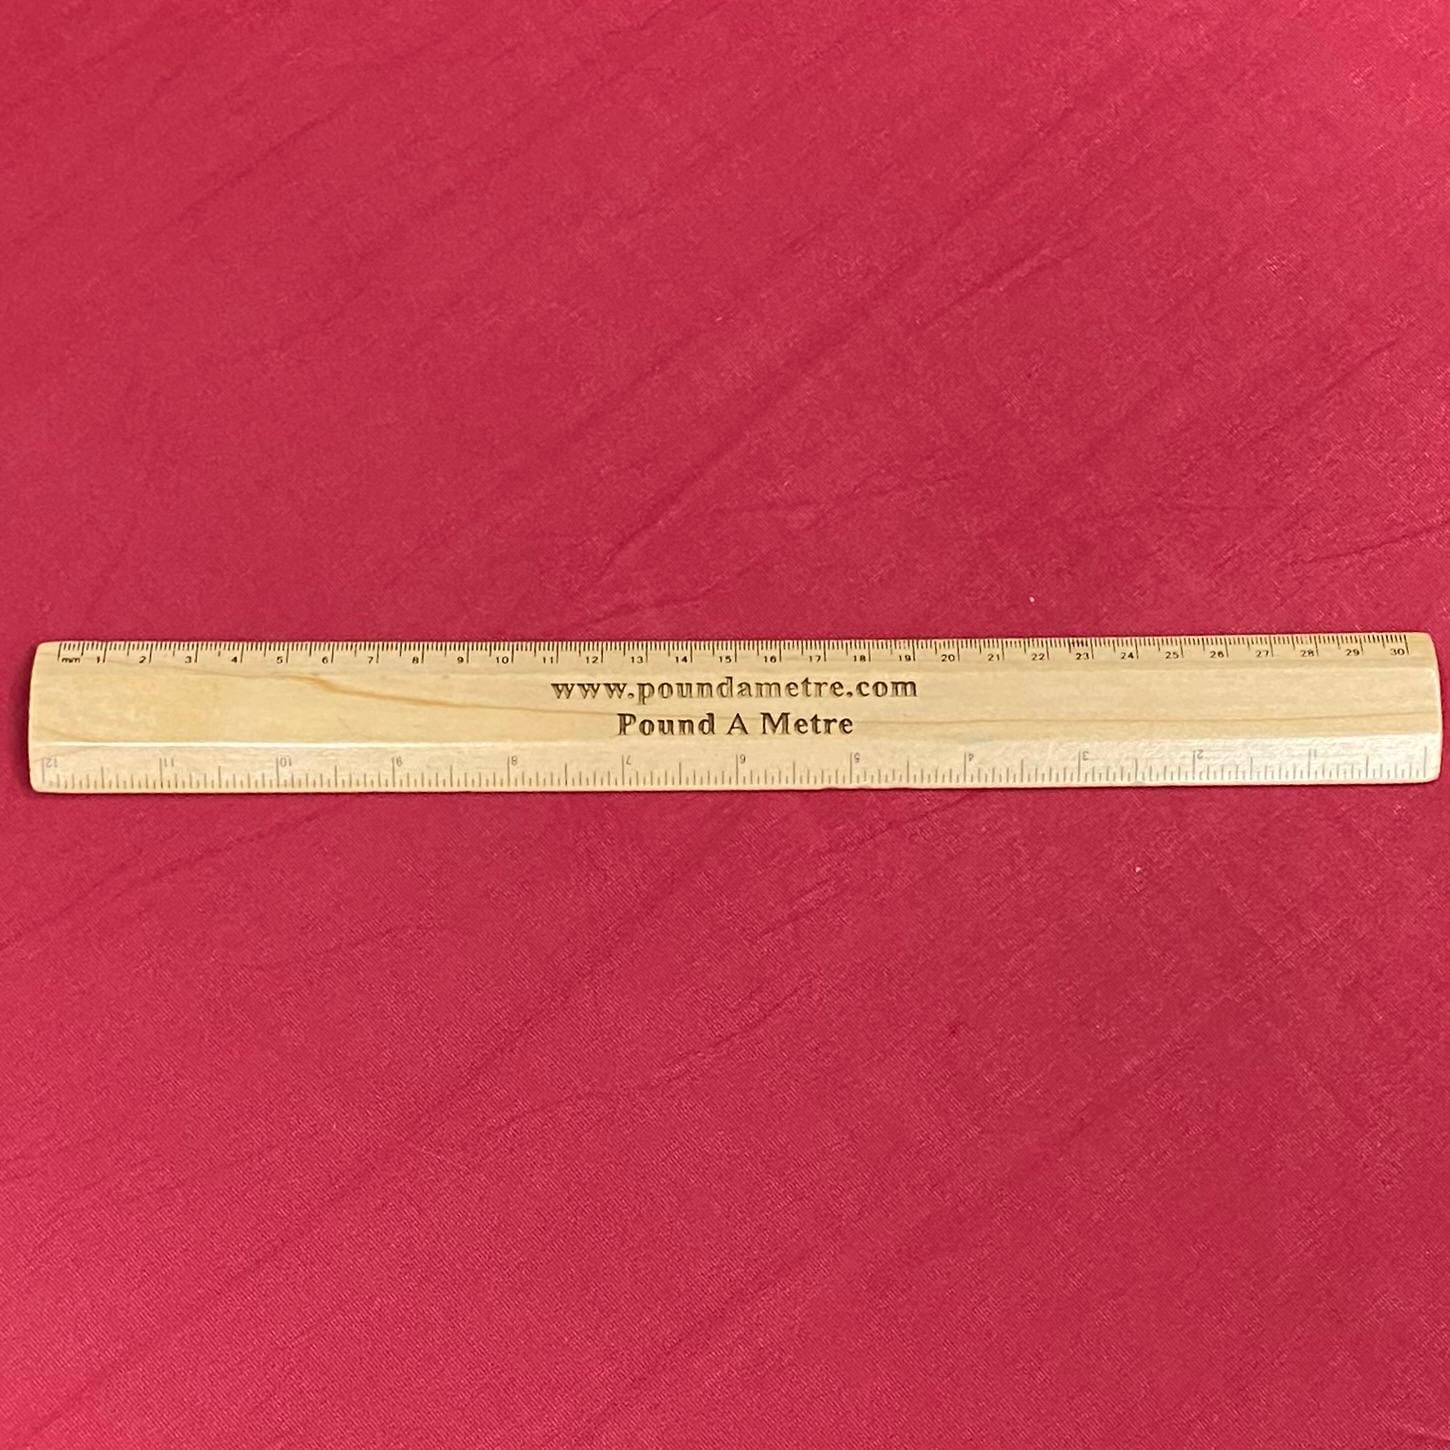 mm 1 2 3 4 5 6 7 8 9 10 11 12 13 14 15 16 17 18 19 20 21 22 23 24 25 26 27 28 29 30
www.poundametre.com
Pound A Metre
12 11 10 9 8 7 6 5 4 3 2 1